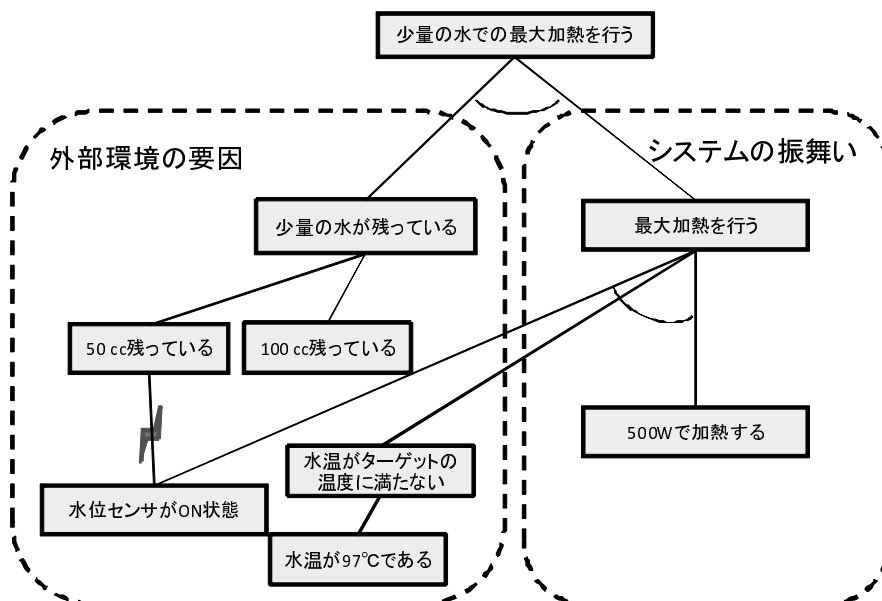 少量の水での最大加熱を行う
外部環境の要因
システムの振舞い
少量の水が残っている
最大加熱を行う
50 cc残っている
100 cc残っている
500Wで加熱する
水温がターゲットの
温度に満たない
水位センサがON状態
水温が97℃である